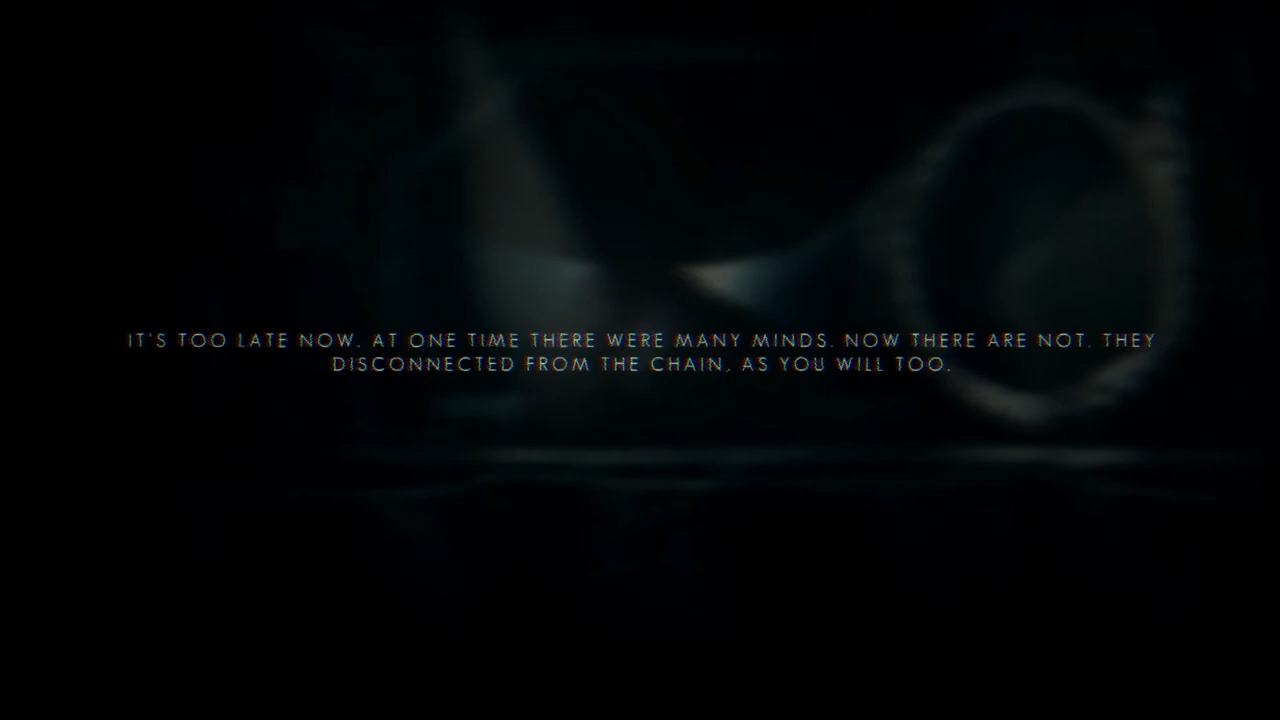 IT'S TOO LATE NOW. AT ONE TIME THERE WERE MANY MINDS. NOW THERE ARE NOT. THEY
DISCONNECTED FROM THE CHAIN, AS YOU WILL TOO.